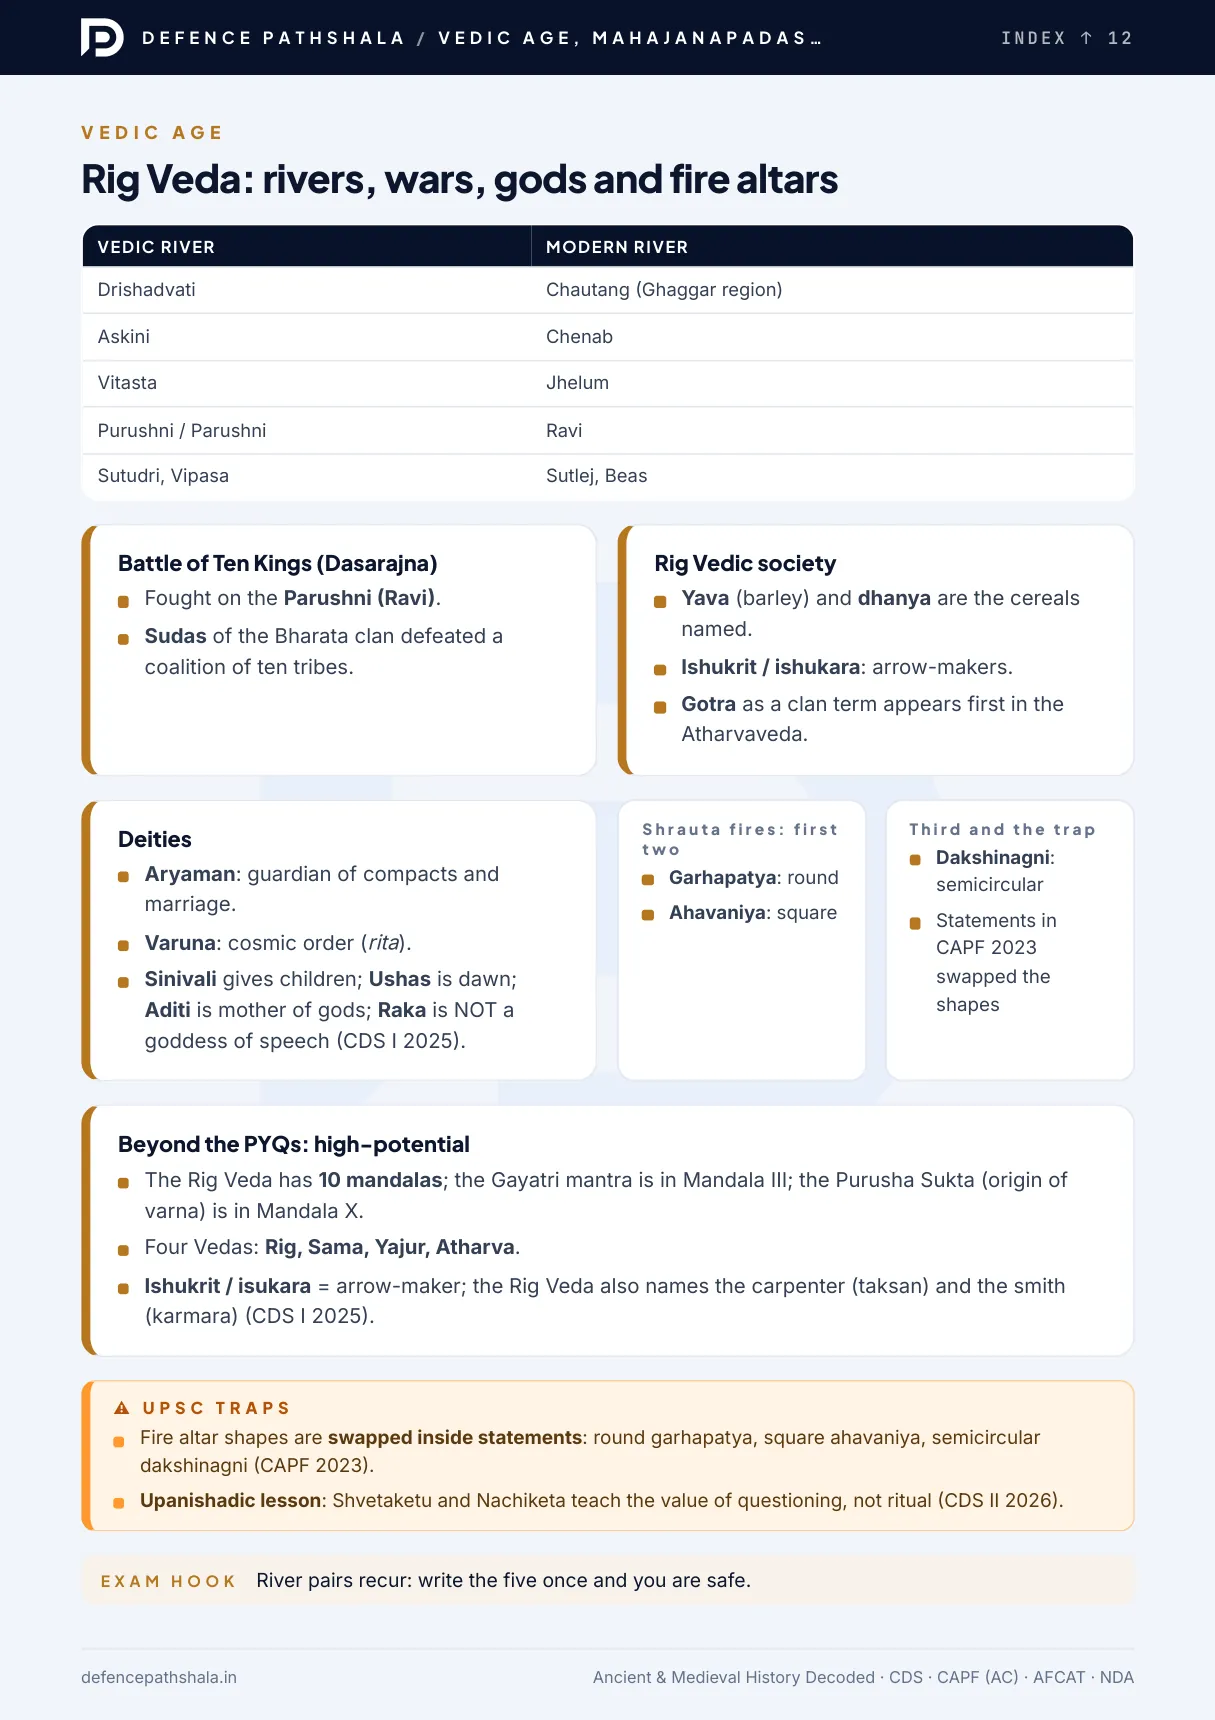 DEFENCE PATHSHALA / VEDIC AGE, MAHAJANAPADAS…
INDEX ↑ 12
VEDIC AGE
Rig Veda: rivers, wars, gods and fire altars
VEDIC RIVER MODERN RIVER
Drishadvati Chautang (Ghaggar region)
Askini Chenab
Vitasta Jhelum
Purushni / Parushni Ravi
Sutudri, Vipasa Sutlej, Beas
Battle of Ten Kings (Dasarajna)
Fought on the Parushni (Ravi).
Sudas of the Bharata clan defeated a
coalition of ten tribes.
Rig Vedic society
Yava (barley) and dhanya are the cereals
named.
Ishukrit / ishukara: arrow-makers.
Gotra as a clan term appears first in the
Atharvaveda.
Deities
Aryaman: guardian of compacts and
marriage.
Varuna: cosmic order (rita).
Sinivali gives children; Ushas is dawn;
Aditi is mother of gods; Raka is NOT a
goddess of speech (CDS I 2025).
Shrauta fires: first
two
Garhapatya: round
Ahavaniya: square
Third and the trap
Dakshinagni:
semicircular
Statements in
CAPF 2023
swapped the
shapes
Beyond the PYQs: high-potential
The Rig Veda has 10 mandalas; the Gayatri mantra is in Mandala III; the Purusha Sukta (origin of
varna) is in Mandala X.
Four Vedas: Rig, Sama, Yajur, Atharva.
Ishukrit / isukara = arrow-maker; the Rig Veda also names the carpenter (taksan) and the smith
(karmara) (CDS I 2025).
⚠ UPSC TRAPS
Fire altar shapes are swapped inside statements: round garhapatya, square ahavaniya, semicircular
dakshinagni (CAPF 2023).
Upanishadic lesson: Shvetaketu and Nachiketa teach the value of questioning, not ritual (CDS II 2026).
EXAM HOOK River pairs recur: write the five once and you are safe.
defencepathshala.in
Ancient & Medieval History Decoded · CDS · CAPF (AC) · AFCAT · NDA